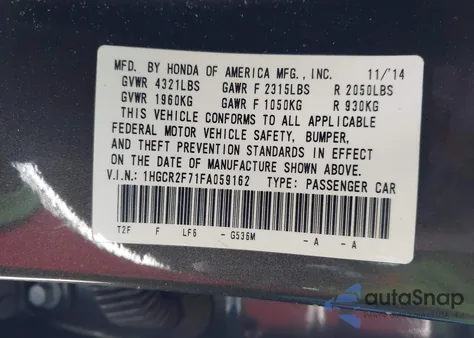 MFD. BY HONDA OF AMERICA MFG., INC. 11/'14
GVWR 4321LBS GAWR F 2315LBS R 2050LBS
GVWR 1960KG GAWR F 1050KG R 930KG
THIS VEHICLE CONFORMS TO ALL APPLICABLE
FEDERAL MOTOR VEHICLE SAFETY, BUMPER,
AND THEFT PREVENTION STANDARDS IN EFFECT
ON THE DATE OF MANUFACTURE SHOWN ABOVE.
V.I.N.: 1HGCR2F71FA059162 TYPE: PASSENGER CAR
T2F F LF6 - G536M - A - A
autoSnap